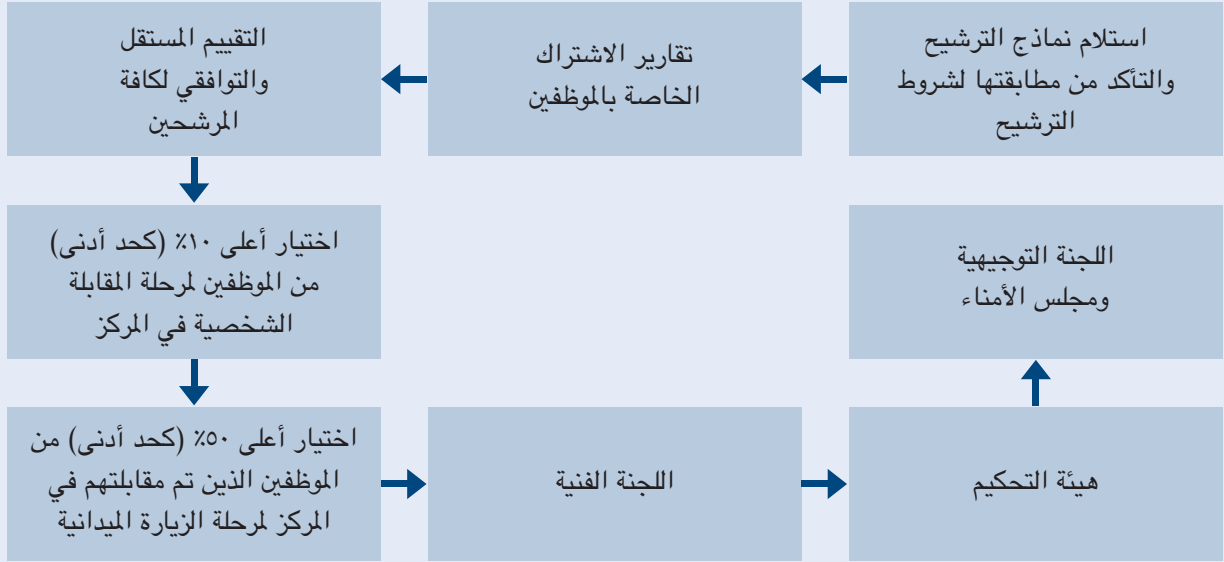 استلام نماذج الترشيح
والتأكد من مطابقتها لشروط
الترشيح
تقارير الاشتراك
الخاصة بالموظفين
التقييم المستقل
والتوافقي لكافة
المرشحين
اختيار أعلى ١٠٪ (كحد أدنى)
من الموظفين لمرحلة المقابلة
الشخصية في المركز
اختيار أعلى ٥٠٪ (كحد أدنى) من
الموظفين الذين تم مقابلتهم في
المركز لمرحلة الزيارة الميدانية
اللجنة الفنية
هيئة التحكيم
اللجنة التوجيهية
ومجلس الأمناء